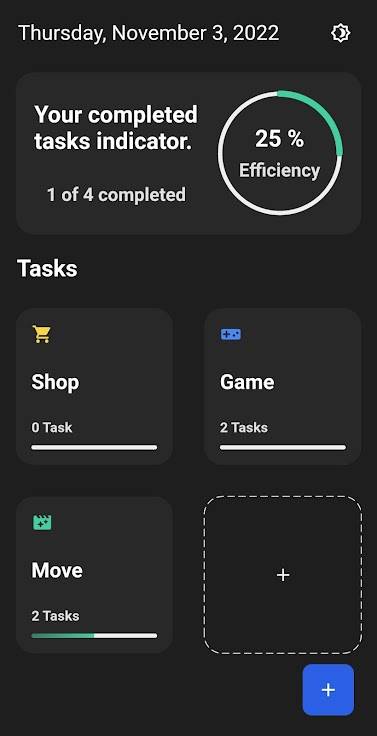 Thursday, November 3, 2022
Your completed
tasks indicator.
1 of 4 completed
25 %
Efficiency
Tasks
Shop
0 Task
Game
2 Tasks
Move
2 Tasks
+
+